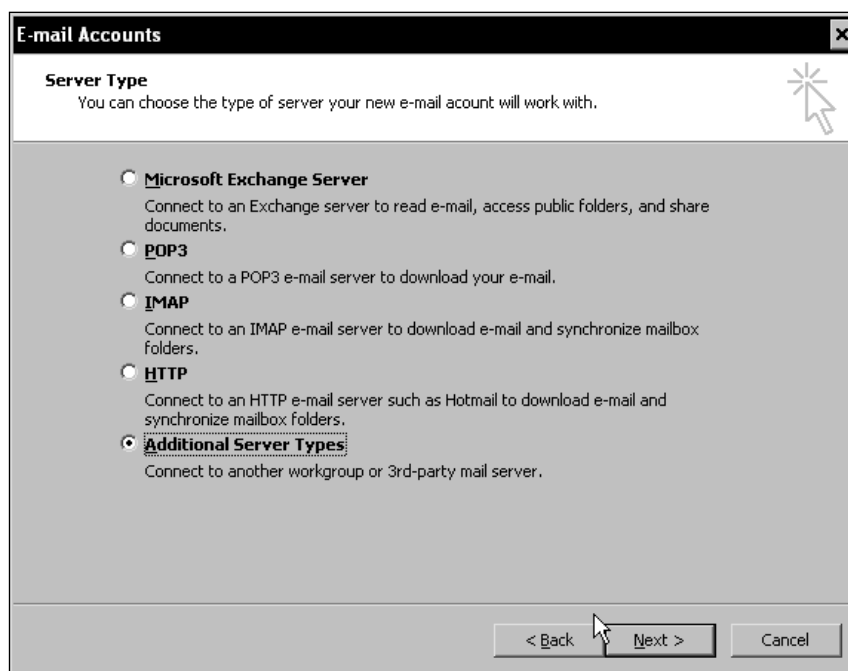 E-mail Accounts
Server Type
You can choose the type of server your new e-mail acount will work with.
Microsoft Exchange Server
Connect to an Exchange server to read e-mail, access public folders, and share
documents.
POP3
Connect to a POP3 e-mail server to download your e-mail.
IMAP
Connect to an IMAP e-mail server to download e-mail and synchronize mailbox
folders.
HTTP
Connect to an HTTP e-mail server such as Hotmail to download e-mail and
synchronize mailbox folders.
Additional Server Types
Connect to another workgroup or 3rd-party mail server.
< Back Next > Cancel